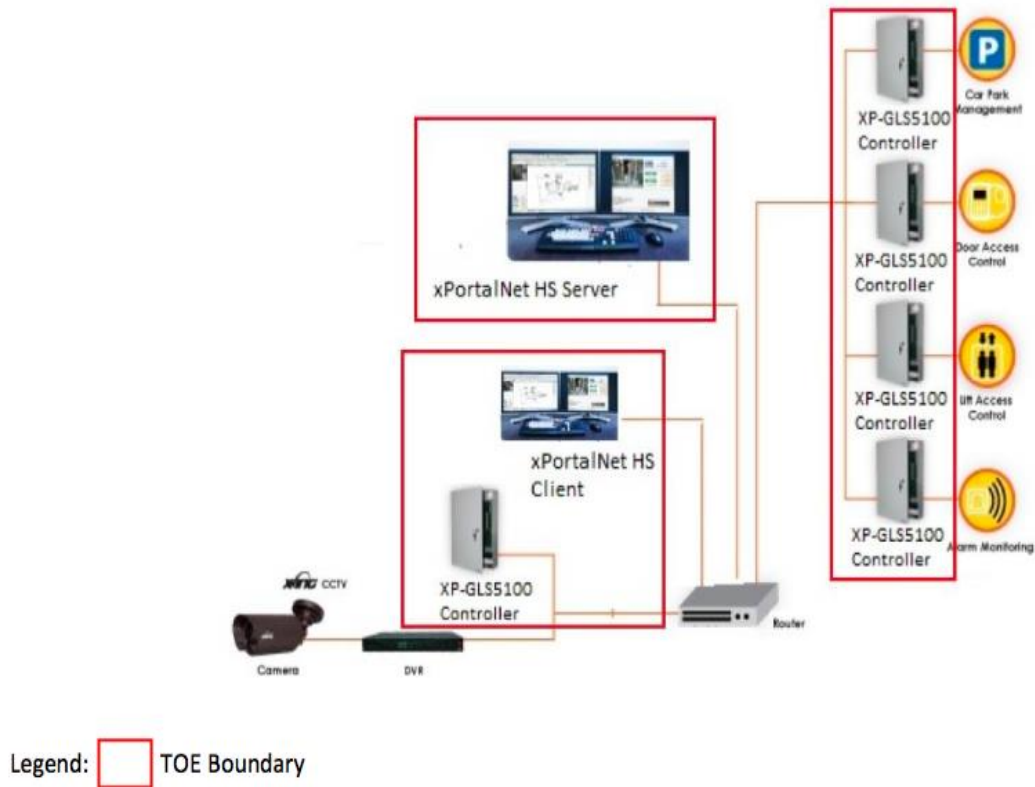 P
Car Park
Management
XP-GLS5100
Controller
Door Access
Control
XP-GLS5100
Controller
xPortalNet HS Server
Lift Access
Control
XP-GLS5100
Controller
xPortalNet HS
Client
Alarm Monitoring
XP-GLS5100
Controller
XP-GLS5100
Controller
CCTV
Router
Camera
DVR
Legend:
TOE Boundary